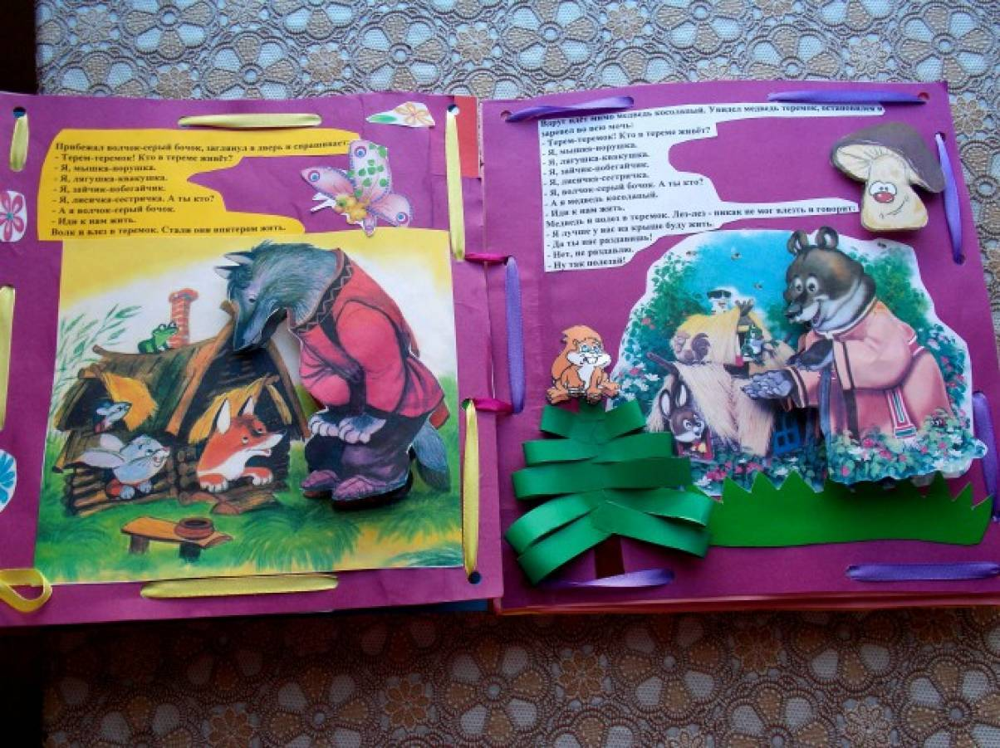 Прибежал волчок-серый бочок, заглянул в дверь и спрашивает:
- Терем-теремок! Кто в тереме живёт?
- Я, мышка-норушка.
- Я, лягушка-квакушка.
- Я, зайчик-побегайчик.
- Я, лисичка-сестричка. А ты кто?
- А я волчок-серый бочок.
- Иди к нам жить.
Волк и влез в теремок. Стали они впятером жить.
Вдруг идёт мимо медведь косолапый. Увидел медведь теремок, остановился и
заревел во всю мочь:
- Терем-теремок! Кто в тереме живёт?
- Я, мышка-норушка.
- Я, лягушка-квакушка.
- Я, зайчик-побегайчик.
- Я, лисичка-сестричка.
- Я, волчок-серый бочок. А ты кто?
- А я медведь косолапый.
- Иди к нам жить.
Медведь и полез в теремок. Лез-лез - никак не мог влезть и говорит:
- Я лучше у вас на крыше буду жить.
- Да ты нас раздавишь!
- Нет, не раздавлю.
- Ну так полезай!